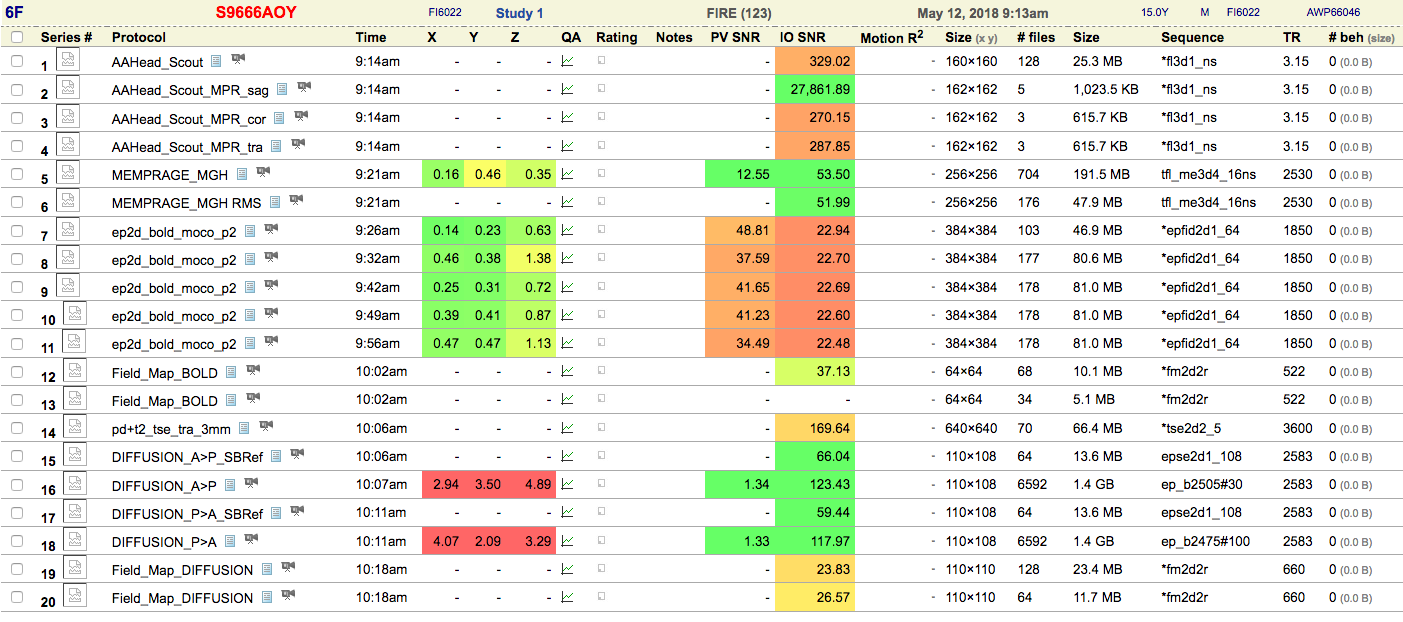 6F S9666AOY FI6022 Study 1 FIRE (123) May 12, 2018 9:13am 15.0Y M FI6022 AWP66046
Series # Protocol Time X Y Z QA Rating Notes PV SNR IO SNR Motion R2 Size (x y) # files Size Sequence TR # beh (size)
1 AAHead_Scout 9:14am - - - - 329.02 - 160×160 128 25.3 MB *fl3d1_ns 3.15 0 (0.0 B)
2 AAHead_Scout_MPR_sag 9:14am - - - - 27,861.89 - 162×162 5 1,023.5 KB *fl3d1_ns 3.15 0 (0.0 B)
3 AAHead_Scout_MPR_cor 9:14am - - - - 270.15 - 162×162 3 615.7 KB *fl3d1_ns 3.15 0 (0.0 B)
4 AAHead_Scout_MPR_tra 9:14am - - - - 287.85 - 162×162 3 615.7 KB *fl3d1_ns 3.15 0 (0.0 B)
5 MEMPRAGE_MGH 9:21am 0.16 0.46 0.35 12.55 53.50 - 256×256 704 191.5 MB tfl_me3d4_16ns 2530 0 (0.0 B)
6 MEMPRAGE_MGH RMS 9:21am - - - - 51.99 - 256×256 176 47.9 MB tfl_me3d4_16ns 2530 0 (0.0 B)
7 ep2d_bold_moco_p2 9:26am 0.14 0.23 0.63 48.81 22.94 - 384×384 103 46.9 MB *epfid2d1_64 1850 0 (0.0 B)
8 ep2d_bold_moco_p2 9:32am 0.46 0.38 1.38 37.59 22.70 - 384×384 177 80.6 MB *epfid2d1_64 1850 0 (0.0 B)
9 ep2d_bold_moco_p2 9:42am 0.25 0.31 0.72 41.65 22.69 - 384×384 178 81.0 MB *epfid2d1_64 1850 0 (0.0 B)
10 ep2d_bold_moco_p2 9:49am 0.39 0.41 0.87 41.23 22.60 - 384×384 178 81.0 MB *epfid2d1_64 1850 0 (0.0 B)
11 ep2d_bold_moco_p2 9:56am 0.47 0.47 1.13 34.49 22.48 - 384×384 178 81.0 MB *epfid2d1_64 1850 0 (0.0 B)
12 Field_Map_BOLD 10:02am - - - - 37.13 - 64×64 68 10.1 MB *fm2d2r 522 0 (0.0 B)
13 Field_Map_BOLD 10:02am - - - - - - 64×64 34 5.1 MB *fm2d2r 522 0 (0.0 B)
14 pd+t2_tse_tra_3mm 10:06am - - - - 169.64 - 640×640 70 66.4 MB *tse2d2_5 3600 0 (0.0 B)
15 DIFFUSION_A>P_SBRef 10:06am - - - - 66.04 - 110×108 64 13.6 MB epse2d1_108 2583 0 (0.0 B)
16 DIFFUSION_A>P 10:07am 2.94 3.50 4.89 1.34 123.43 - 110×108 6592 1.4 GB ep_b2505#30 2583 0 (0.0 B)
17 DIFFUSION_P>A_SBRef 10:11am - - - - 59.44 - 110×108 64 13.6 MB epse2d1_108 2583 0 (0.0 B)
18 DIFFUSION_P>A 10:11am 4.07 2.09 3.29 1.33 117.97 - 110×108 6592 1.4 GB ep_b2475#100 2583 0 (0.0 B)
19 Field_Map_DIFFUSION 10:18am - - - - 23.83 - 110×110 128 23.4 MB *fm2d2r 660 0 (0.0 B)
20 Field_Map_DIFFUSION 10:18am - - - - 26.57 - 110×110 64 11.7 MB *fm2d2r 660 0 (0.0 B)